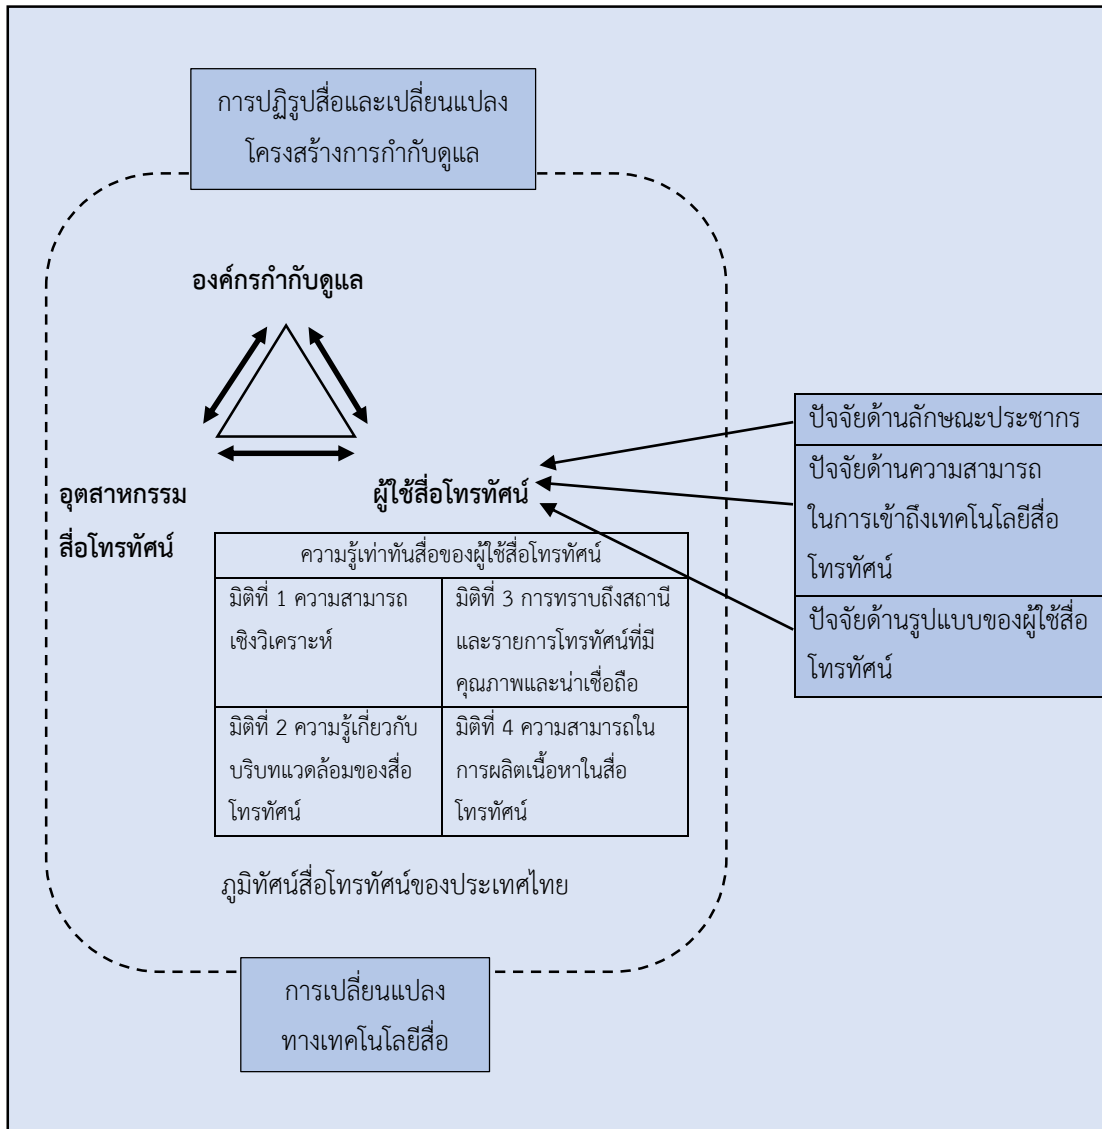 การปฏิรูปสื่อและเปลี่ยนแปลง
โครงสร้างการกำกับดูแล
องค์กรกำกับดูแล
อุตสาหกรรม
สื่อโทรทัศน์
ผู้ใช้สื่อโทรทัศน์
ปัจจัยด้านลักษณะประชากร
ปัจจัยด้านความสามารถ
ในการเข้าถึงเทคโนโลยีสื่อ
โทรทัศน์
ปัจจัยด้านรูปแบบของผู้ใช้สื่อ
โทรทัศน์
ความรู้เท่าทันสื่อของผู้ใช้สื่อโทรทัศน์
มิติที่ 1 ความสามารถ
เชิงวิเคราะห์
มิติที่ 3 การทราบถึงสถานี
และรายการโทรทัศน์ที่มี
คุณภาพและน่าเชื่อถือ
มิติที่ 2 ความรู้เกี่ยวกับ
บริบทแวดล้อมของสื่อ
โทรทัศน์
มิติที่ 4 ความสามารถใน
การผลิตเนื้อหาในสื่อ
โทรทัศน์
ภูมิทัศน์สื่อโทรทัศน์ของประเทศไทย
การเปลี่ยนแปลง
ทางเทคโนโลยีสื่อ